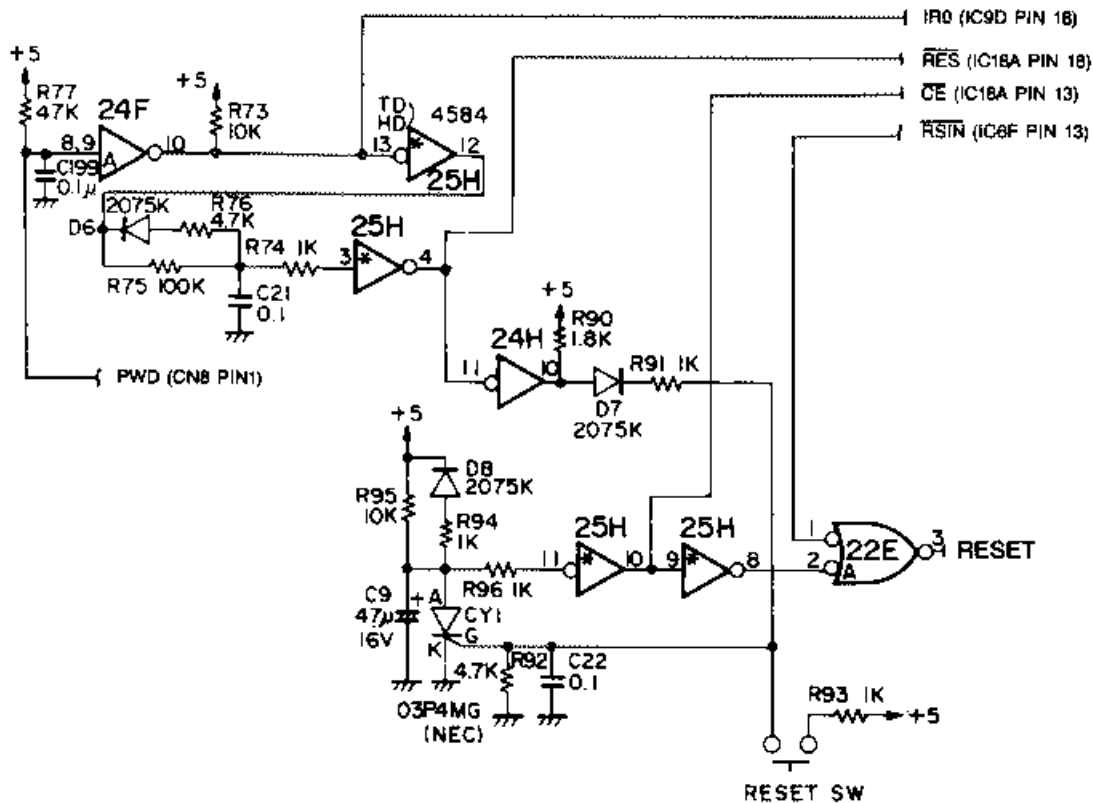 IR0 (IC9D PIN 18)
RES (IC18A PIN 18)
CE (IC18A PIN 13)
RSIN (IC6F PIN 13)
+5
R77
47K
24F
8,9
A
10
C199
0.1μ
+5
R73
10K
TD
HD
4584
13
*
12
25H
D6
2075K
R76
4.7K
R75 100K
R74 1K
C21
0.1
25H
3
*
4
PWD (CN8 PIN1)
+5
R90
1.8K
24H
11
10
D7
2075K
R91 1K
+5
R95
10K
D8
2075K
R94
1K
R96 1K
C9
47μ
16V
+
A
CY1
G
K
03P4MG
(NEC)
4.7K
R92
C22
0.1
25H
11
*
10
25H
9
*
8
1
2
22E
A
3
RESET
R93 1K
+5
RESET SW